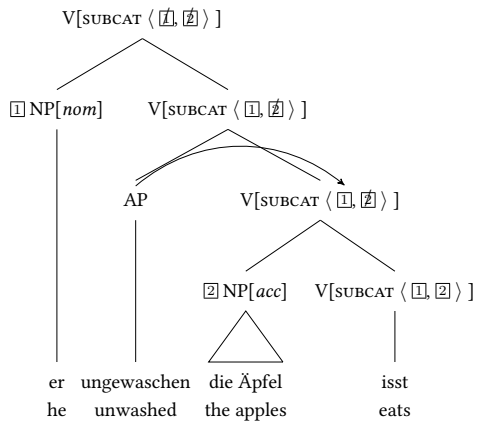 V[SUBCAT ⟨ 1̸, 2̸ ⟩ ]
1 NP[nom] V[SUBCAT ⟨ 1, 2̸ ⟩ ]
AP V[SUBCAT ⟨ 1, 2̸ ⟩ ]
2 NP[acc] V[SUBCAT ⟨ 1, 2 ⟩ ]
er ungewaschen die Äpfel isst
he unwashed the apples eats